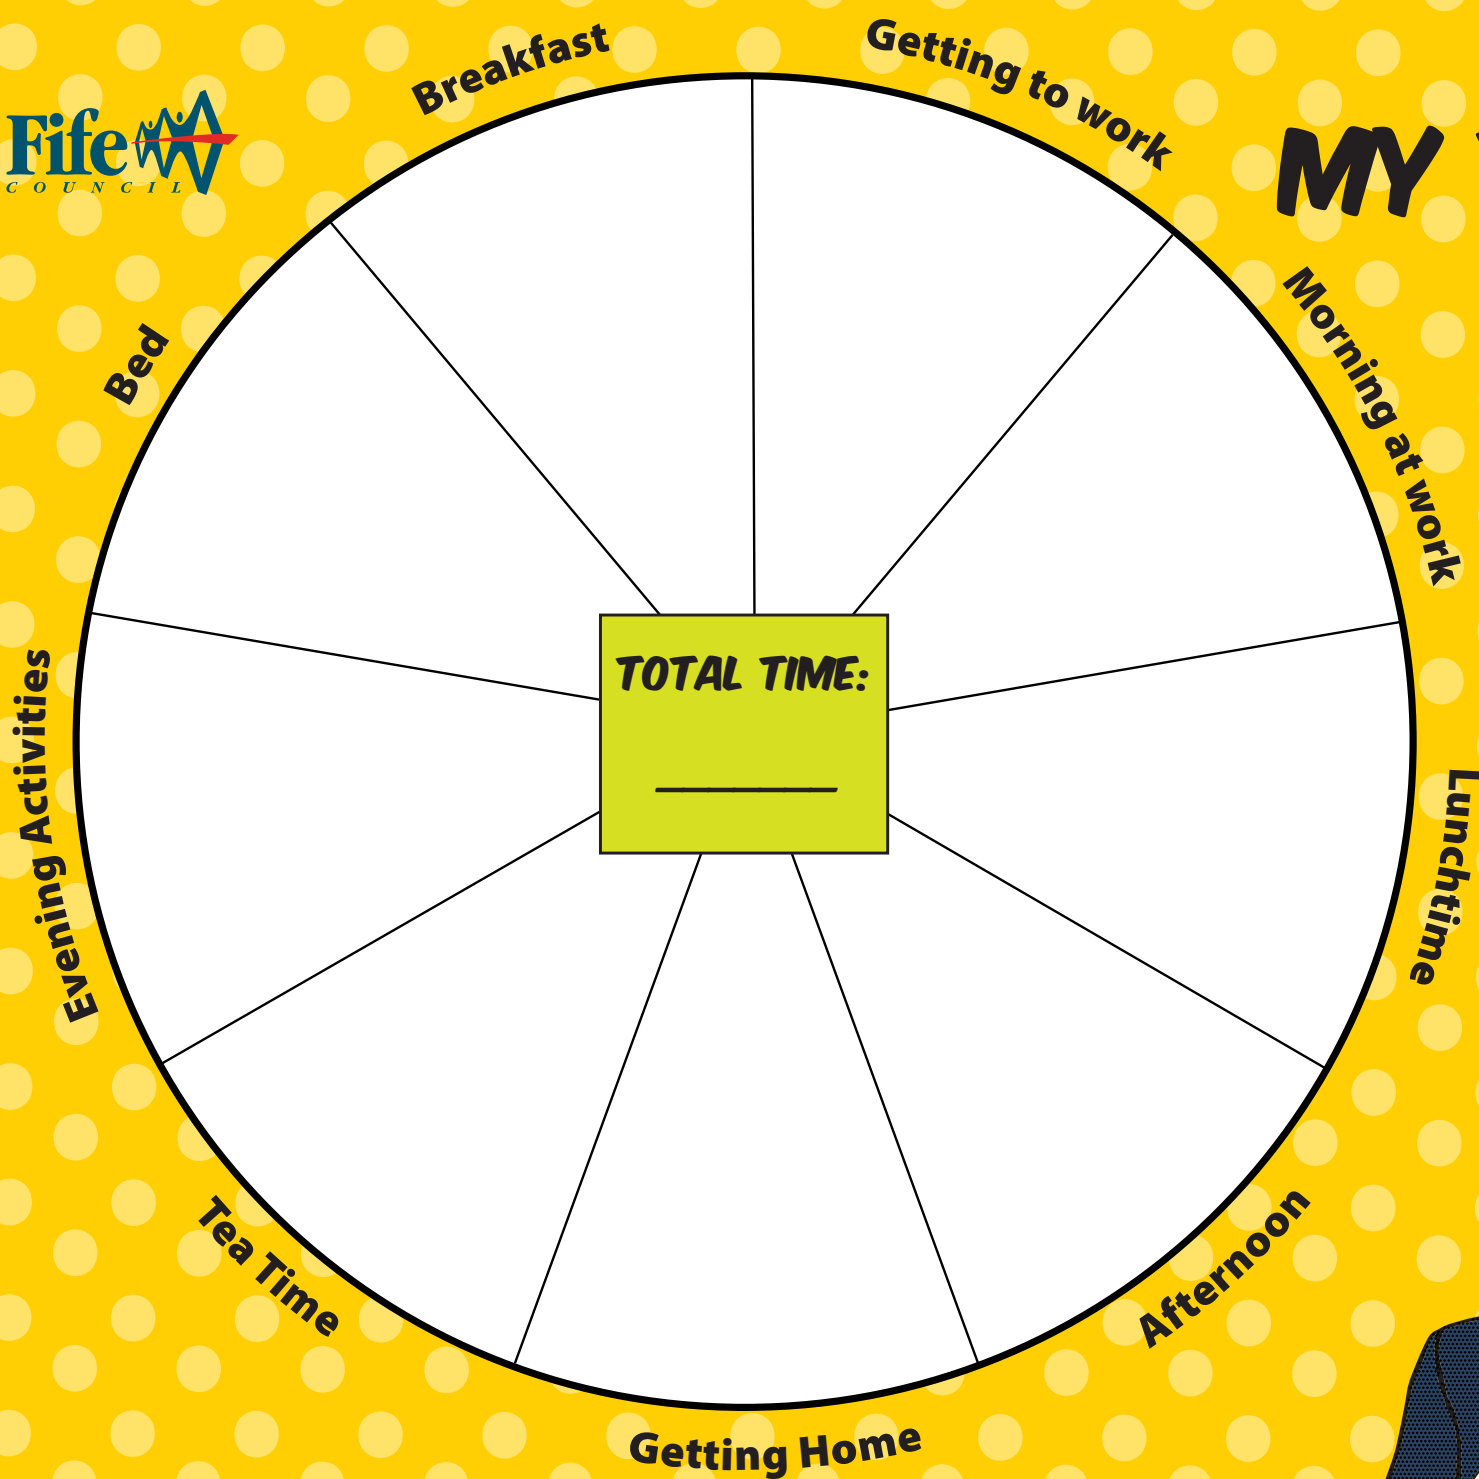 Breakfast
Getting to work
Fife
COUNCIL
MY
Morning at work
Bed
TOTAL TIME:
Evening Activities
Lunchtime
Tea Time
Afternoon
Getting Home